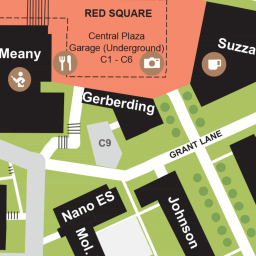 RED SQUARE
Central Plaza
Garage (Underground)
C1 - C6
Meany
Suzza
Gerberding
C9
GRANT LANE
Nano ES
Mol.
Johnson